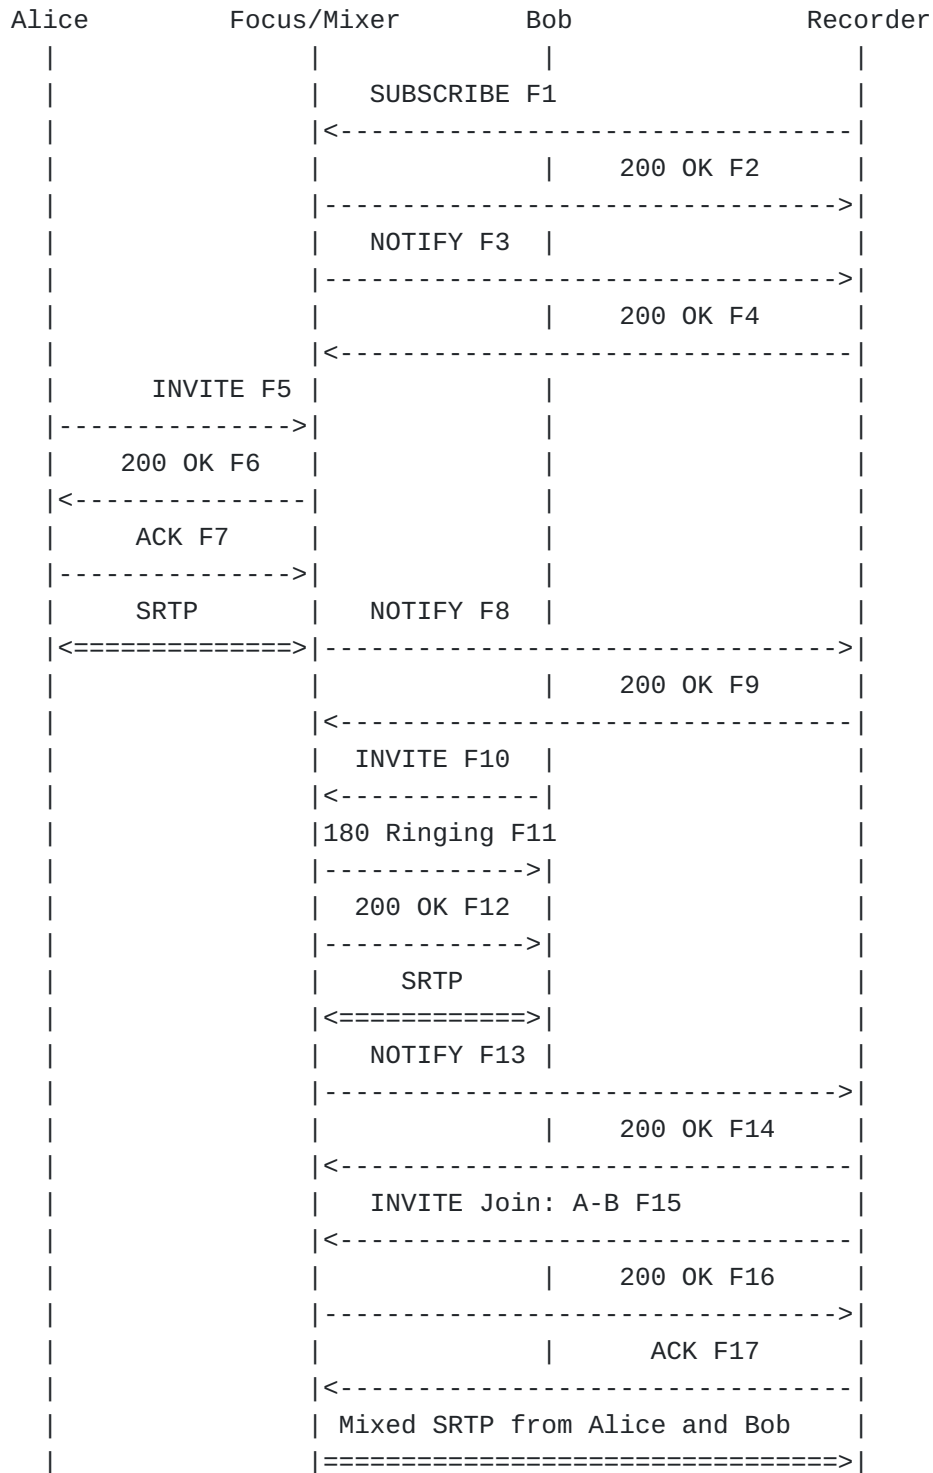 Alice         Focus/Mixer        Bob               Recorder
  |                |              |                   |
  |                |   SUBSCRIBE F1                   |
  |                |<---------------------------------|
  |                |              |    200 OK F2      |
  |                |--------------------------------->|
  |                |   NOTIFY F3  |                   |
  |                |--------------------------------->|
  |                |              |    200 OK F4      |
  |                |<---------------------------------|
  |      INVITE F5 |              |                   |
  |--------------->|              |                   |
  |    200 OK F6   |              |                   |
  |<---------------|              |                   |
  |     ACK F7     |              |                   |
  |--------------->|              |                   |
  |     SRTP       |   NOTIFY F8  |                   |
  |<==============>|--------------------------------->|
  |                |              |    200 OK F9      |
  |                |<---------------------------------|
  |                |  INVITE F10  |                   |
  |                |<-------------|                   |
  |                |180 Ringing F11                   |
  |                |------------->|                   |
  |                |  200 OK F12  |                   |
  |                |------------->|                   |
  |                |     SRTP     |                   |
  |                |<============>|                   |
  |                |   NOTIFY F13 |                   |
  |                |--------------------------------->|
  |                |              |    200 OK F14     |
  |                |<---------------------------------|
  |                |   INVITE Join: A-B F15           |
  |                |<---------------------------------|
  |                |              |    200 OK F16     |
  |                |--------------------------------->|
  |                |              |      ACK F17      |
  |                |<---------------------------------|
  |                | Mixed SRTP from Alice and Bob    |
  |                |=================================>|